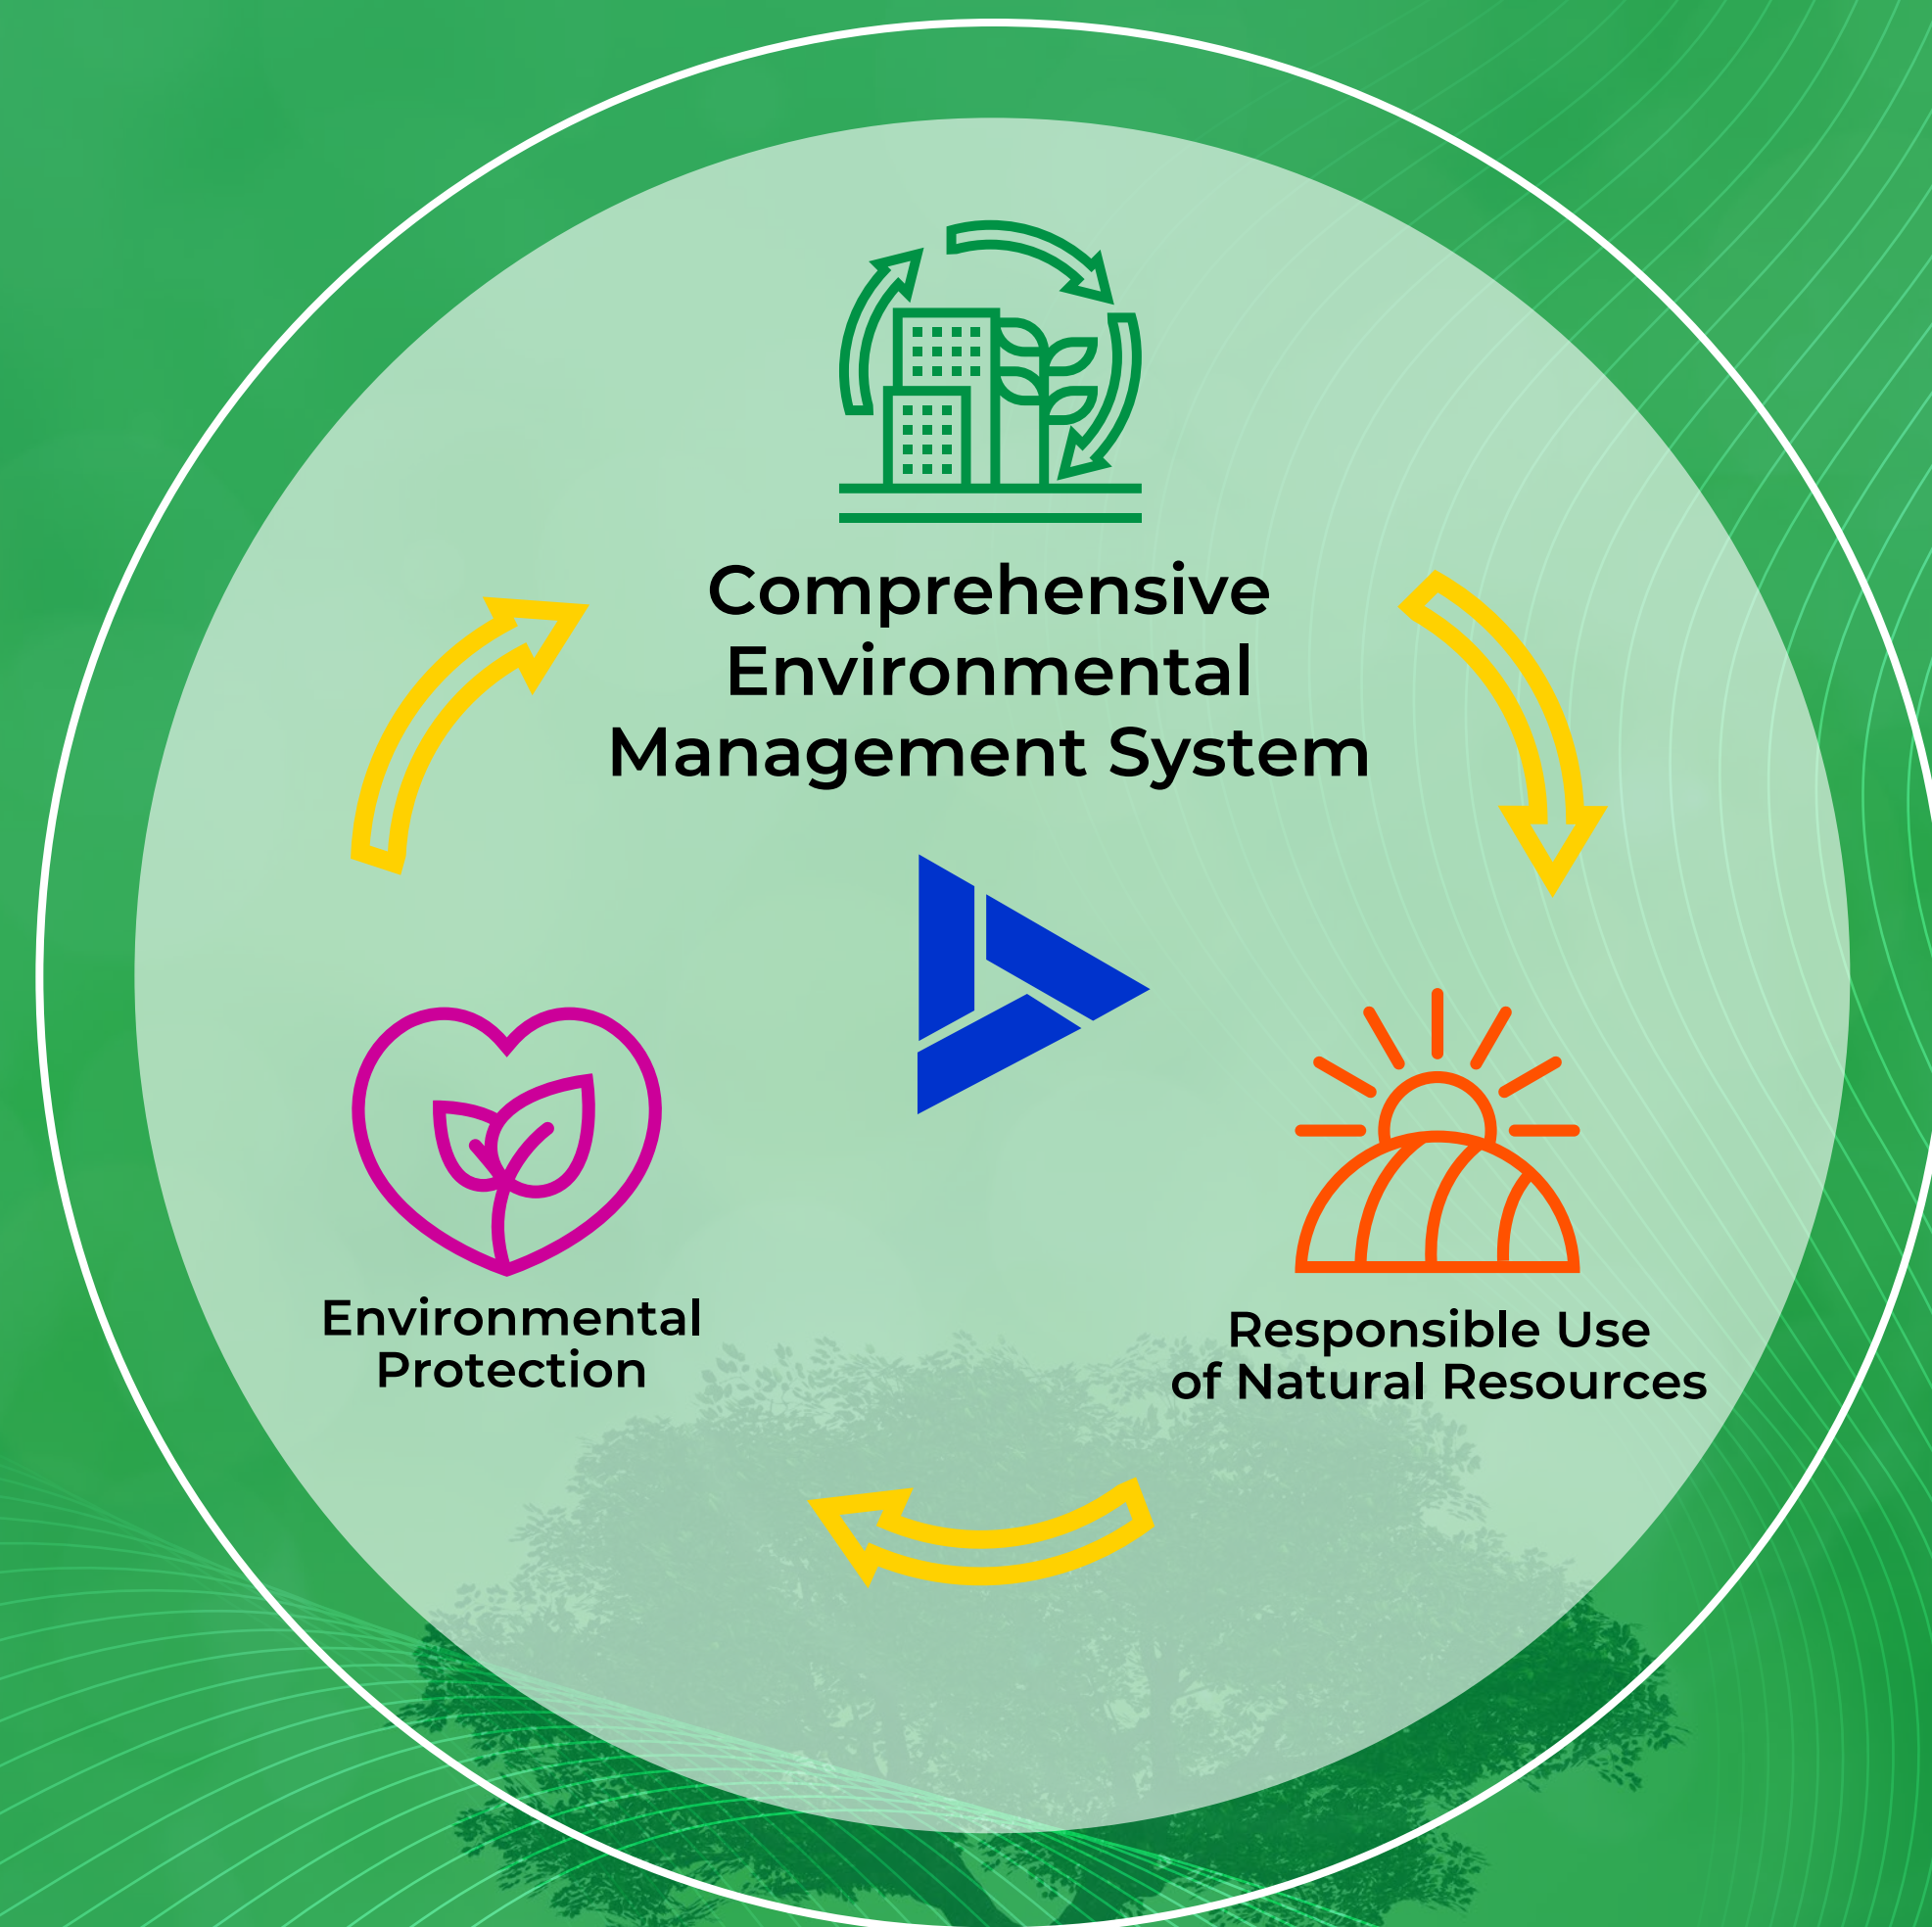 Comprehensive
Environmental
Management System
Environmental
Protection
Responsible Use
of Natural Resources